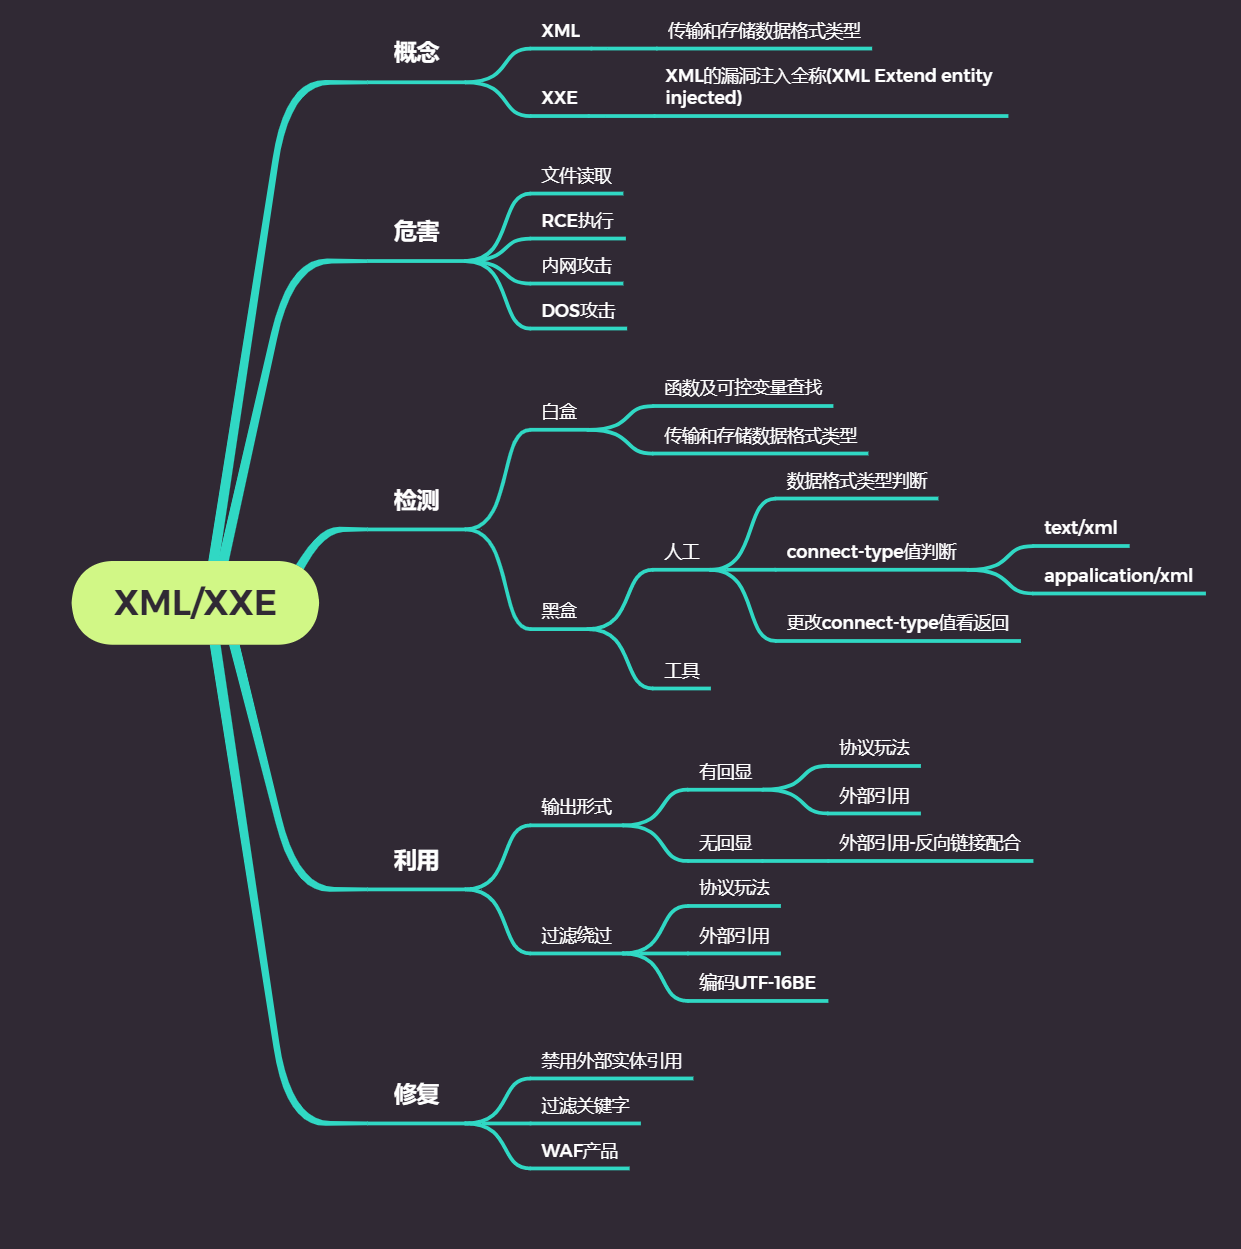 XML/XXE
概念
XML
传输和存储数据格式类型
XXE
XML的漏洞注入全称(XML Extend entity
injected)
危害
文件读取
RCE执行
内网攻击
DOS攻击
检测
白盒
函数及可控变量查找
传输和存储数据格式类型
黑盒
人工
数据格式类型判断
connect-type值判断
text/xml
appalication/xml
更改connect-type值看返回
工具
利用
输出形式
有回显
协议玩法
外部引用
无回显
外部引用-反向链接配合
过滤绕过
协议玩法
外部引用
编码UTF-16BE
修复
禁用外部实体引用
过滤关键字
WAF产品